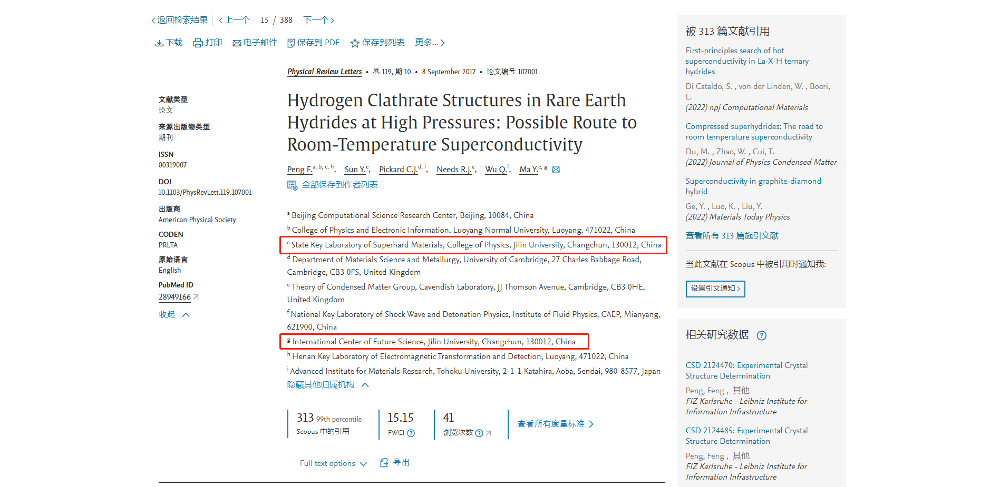 返回检索结果 上一个 15 / 388 下一个
下载 打印 电子邮件 保存到 PDF 保存到列表 更多...
Physical Review Letters • 卷 119, 期 10 • 8 September 2017 • 论文编号 107001
Hydrogen Clathrate Structures in Rare Earth
Hydrides at High Pressures: Possible Route to
Room-Temperature Superconductivity
Peng F.a, b, c, h, Sun Y.c, Pickard C.J.d, i, Needs R.J.e, Wu Q.f, Ma Y.c, g
全部保存到作者列表
文献类型
论文
来源出版物类型
期刊
ISSN
00319007
DOI
10.1103/PhysRevLett.119.107001
出版商
American Physical Society
CODEN
PRLTA
原始语言
English
PubMed ID
28949166
收起
a Beijing Computational Science Research Center, Beijing, 10084, China
b College of Physics and Electronic Information, Luoyang Normal University, Luoyang, 471022, China
c State Key Laboratory of Superhard Materials, College of Physics, Jilin University, Changchun, 130012, China
d Department of Materials Science and Metallurgy, University of Cambridge, 27 Charles Babbage Road,
Cambridge, CB3 0FS, United Kingdom
e Theory of Condensed Matter Group, Cavendish Laboratory, JJ Thomson Avenue, Cambridge, CB3 0HE,
United Kingdom
f National Key Laboratory of Shock Wave and Detonation Physics, Institute of Fluid Physics, CAEP, Mianyang,
621900, China
g International Center of Future Science, Jilin University, Changchun, 130012, China
h Henan Key Laboratory of Electromagnetic Transformation and Detection, Luoyang, 471022, China
i Advanced Institute for Materials Research, Tohoku University, 2-1-1 Katahira, Aoba, Sendai, 980-8577, Japan
隐藏其他归属机构
313 99th percentile
Scopus 中的引用
15.15
FWCI ?
41
浏览次数 ?
查看所有度量标准
Full text options 导出
被 313 篇文献引用
First-principles search of hot
superconductivity in La-X-H ternary
hydrides
Di Cataldo, S. , von der Linden, W. , Boeri,
L.
(2022) npj Computational Materials
Compressed superhydrides: The road to
room temperature superconductivity
Du, M. , Zhao, W. , Cui, T.
(2022) Journal of Physics Condensed Matter
Superconductivity in graphite-diamond
hybrid
Ge, Y. , Luo, K. , Liu, Y.
(2022) Materials Today Physics
查看所有 313 篇施引文献
当此文献在 Scopus 中被引用时通知我:
设置引文通知
相关研究数据 ?
CSD 2124470: Experimental Crystal
Structure Determination
Peng, Feng , 其他
FIZ Karlsruhe - Leibniz Institute for
Information Infrastructure
CSD 2124485: Experimental Crystal
Structure Determination
Peng, Feng , 其他
FIZ Karlsruhe - Leibniz Institute for
Information Infrastructure